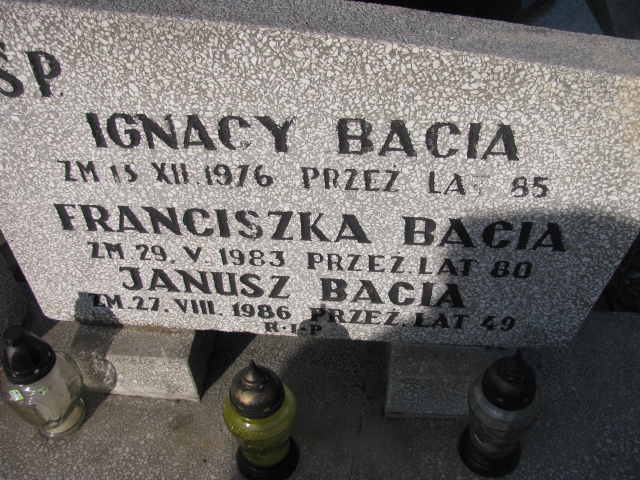 ŚP.
IGNACY BACIA
ZM 13 XII.1976 PRZEŻ LAT 85
FRANCISZKA BACIA
ZM 29. V. 1983 PRZEŻ. LAT 80
JANUSZ BACIA
ZM. 27. VIII. 1986 PRZEŻ. LAT 49
R·I·P